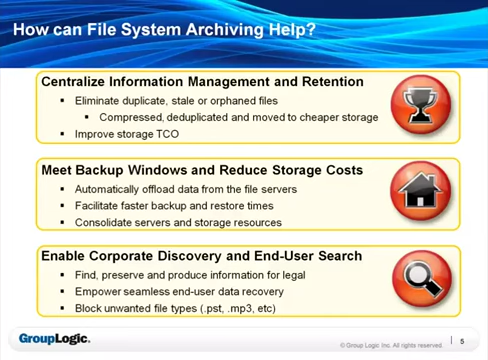 How can File System Archiving Help?
Centralize Information Management and Retention
Eliminate duplicate, stale or orphaned files
Compressed, deduplicated and moved to cheaper storage
Improve storage TCO
Meet Backup Windows and Reduce Storage Costs
Automatically offload data from the file servers
Facilitate faster backup and restore times
Consolidate servers and storage resources
Enable Corporate Discovery and End-User Search
Find, preserve and produce information for legal
Empower seamless end-user data recovery
Block unwanted file types (.pst, .mp3, etc)
GroupLogic.
© Group Logic Inc. All rights reserved. | 5